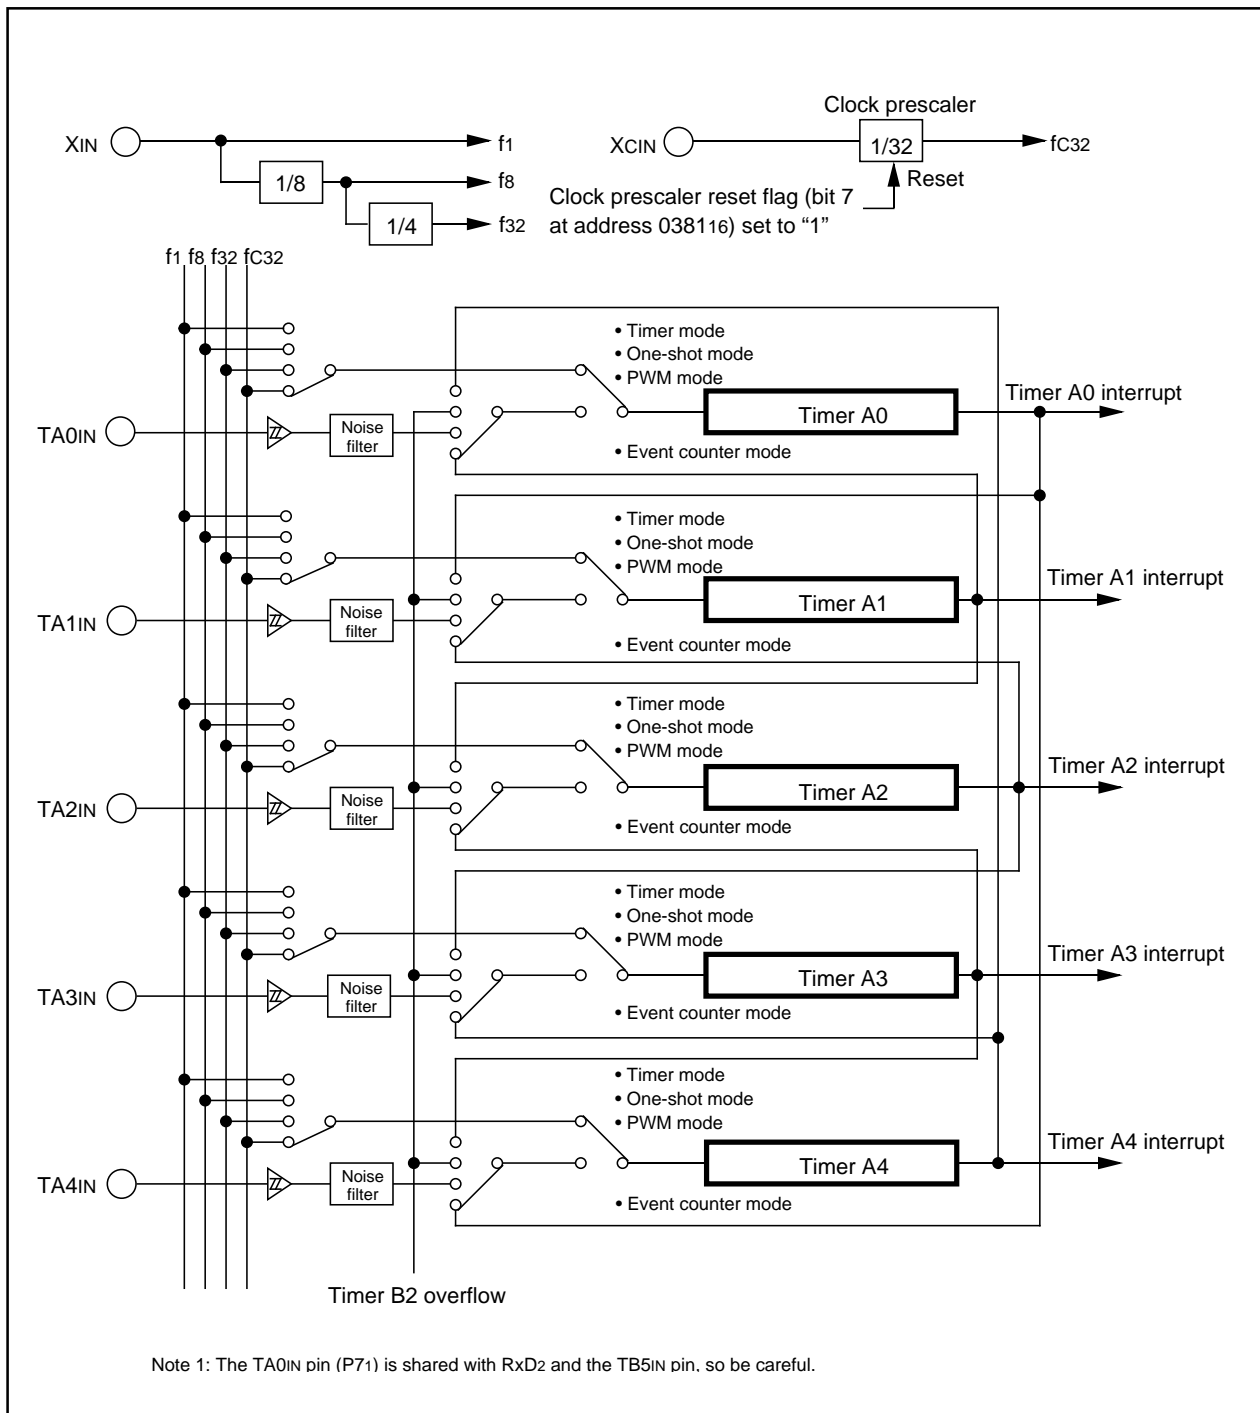 Clock prescaler
XIN
f1
XCIN
1/32
fC32
1/8
f8
Reset
Clock prescaler reset flag (bit 7
at address 038116) set to “1”
1/4
f32
f1 f8 f32 fC32
• Timer mode
• One-shot mode
• PWM mode
Timer A0 interrupt
Timer A0
TA0IN
Noise
filter
• Event counter mode
• Timer mode
• One-shot mode
• PWM mode
Timer A1 interrupt
Timer A1
TA1IN
Noise
filter
• Event counter mode
• Timer mode
• One-shot mode
• PWM mode
Timer A2 interrupt
Timer A2
TA2IN
Noise
filter
• Event counter mode
• Timer mode
• One-shot mode
• PWM mode
Timer A3 interrupt
Timer A3
TA3IN
Noise
filter
• Event counter mode
• Timer mode
• One-shot mode
• PWM mode
Timer A4 interrupt
Timer A4
TA4IN
Noise
filter
• Event counter mode
Timer B2 overflow
Note 1: The TA0IN pin (P71) is shared with RxD2 and the TB5IN pin, so be careful.